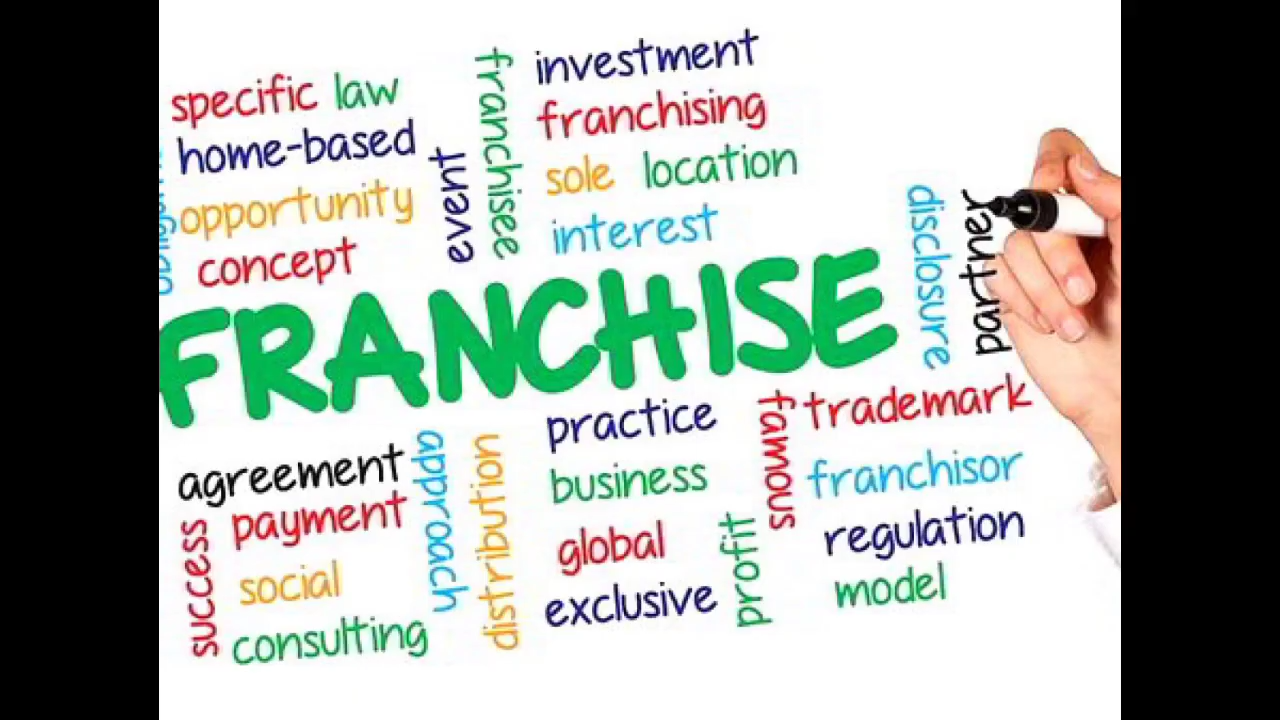 specific law
home-based
opportunity
concept
event
franchisee
investment
franchising
sole location
interest
disclosure
partner
FRANCHISE
agreement
payment
success
social
consulting
approach
distribution
practice
business
global
exclusive
profit
famous
trademark
franchisor
regulation
model